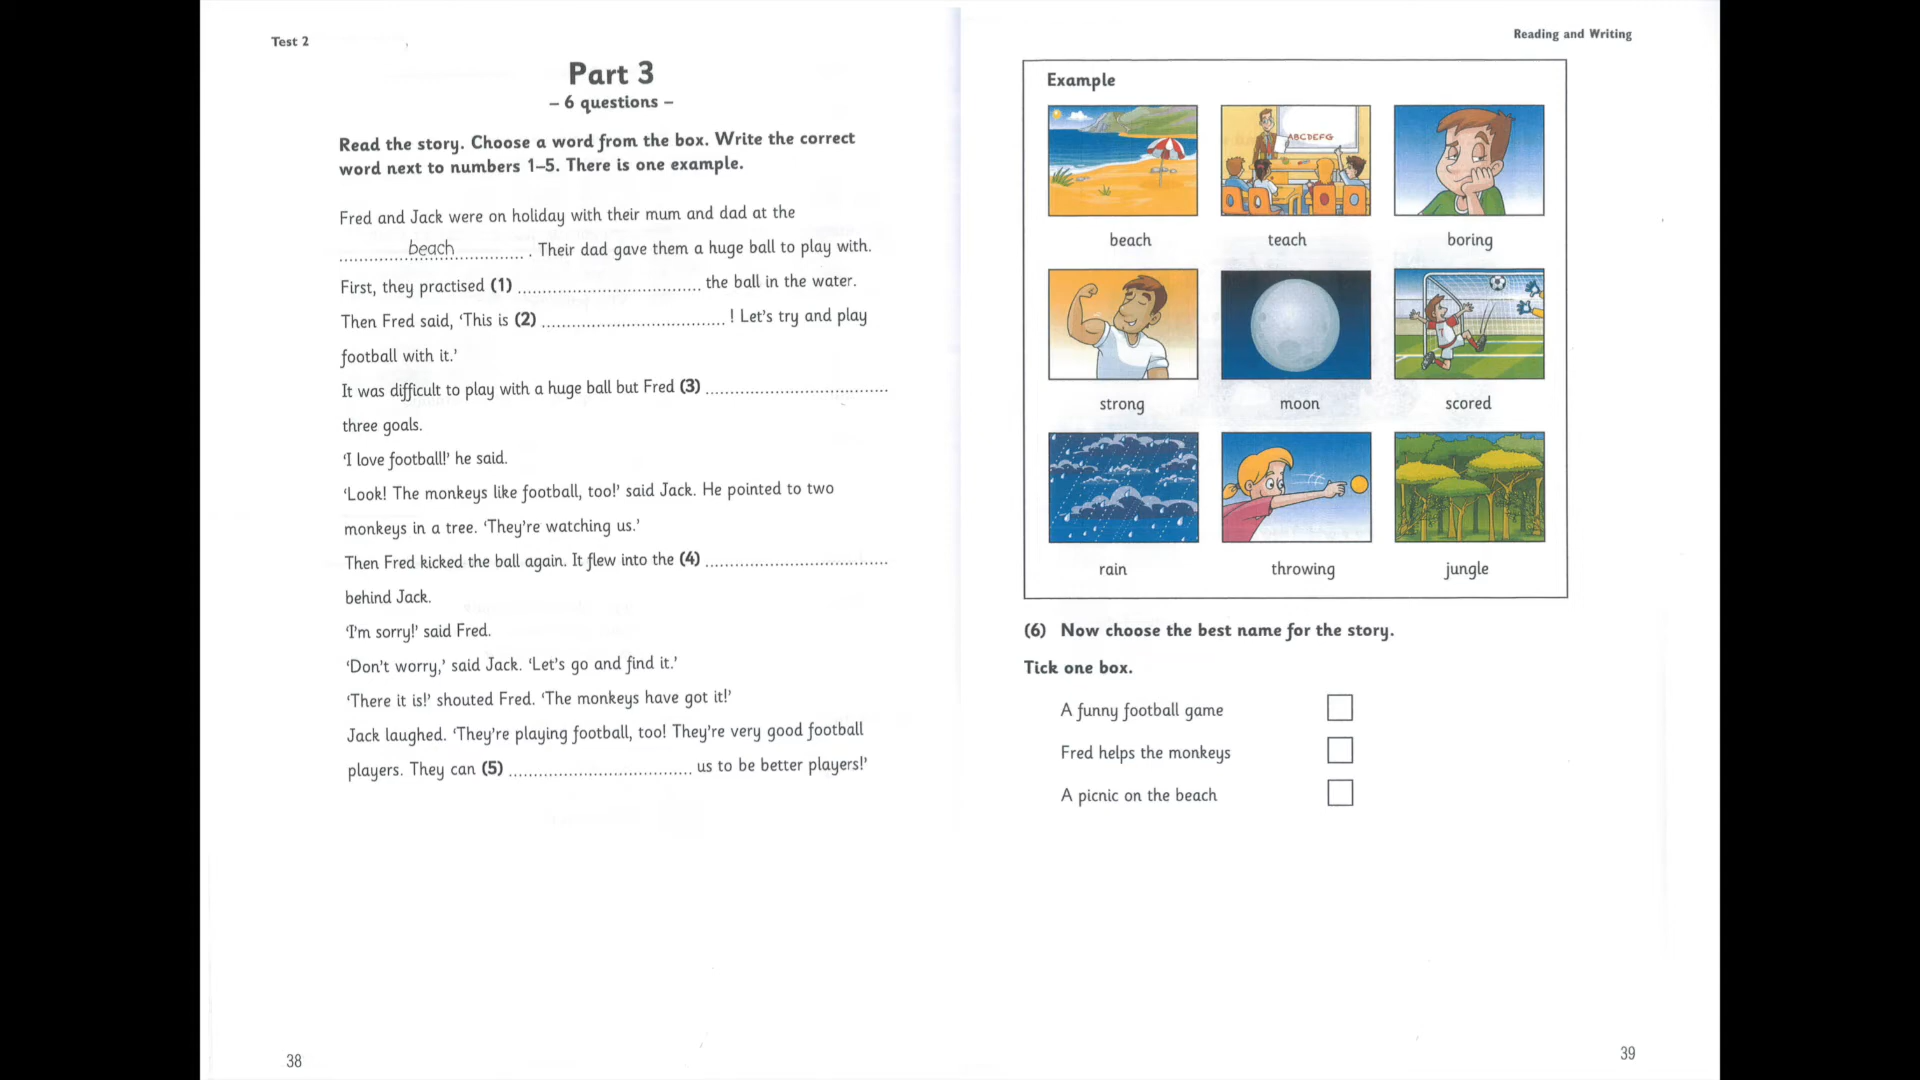 Test 2
Part 3
– 6 questions –
Read the story. Choose a word from the box. Write the correct
word next to numbers 1–5. There is one example.
Fred and Jack were on holiday with their mum and dad at the
beach. Their dad gave them a huge ball to play with.
First, they practised (1) .................................... the ball in the water.
Then Fred said, ‘This is (2) .................................... ! Let’s try and play
football with it.’
It was difficult to play with a huge ball but Fred (3) ....................................
three goals.
‘I love football!’ he said.
‘Look! The monkeys like football, too!’ said Jack. He pointed to two
monkeys in a tree. ‘They’re watching us.’
Then Fred kicked the ball again. It flew into the (4) ....................................
behind Jack.
‘I’m sorry!’ said Fred.
‘Don’t worry,’ said Jack. ‘Let’s go and find it.’
‘There it is!’ shouted Fred. ‘The monkeys have got it!’
Jack laughed. ‘They’re playing football, too! They’re very good football
players. They can (5) .................................... us to be better players!’
38
Reading and Writing
Example
ABCDEFG
beach teach boring
strong moon scored
rain throwing jungle
(6) Now choose the best name for the story.
Tick one box.
A funny football game
Fred helps the monkeys
A picnic on the beach
39